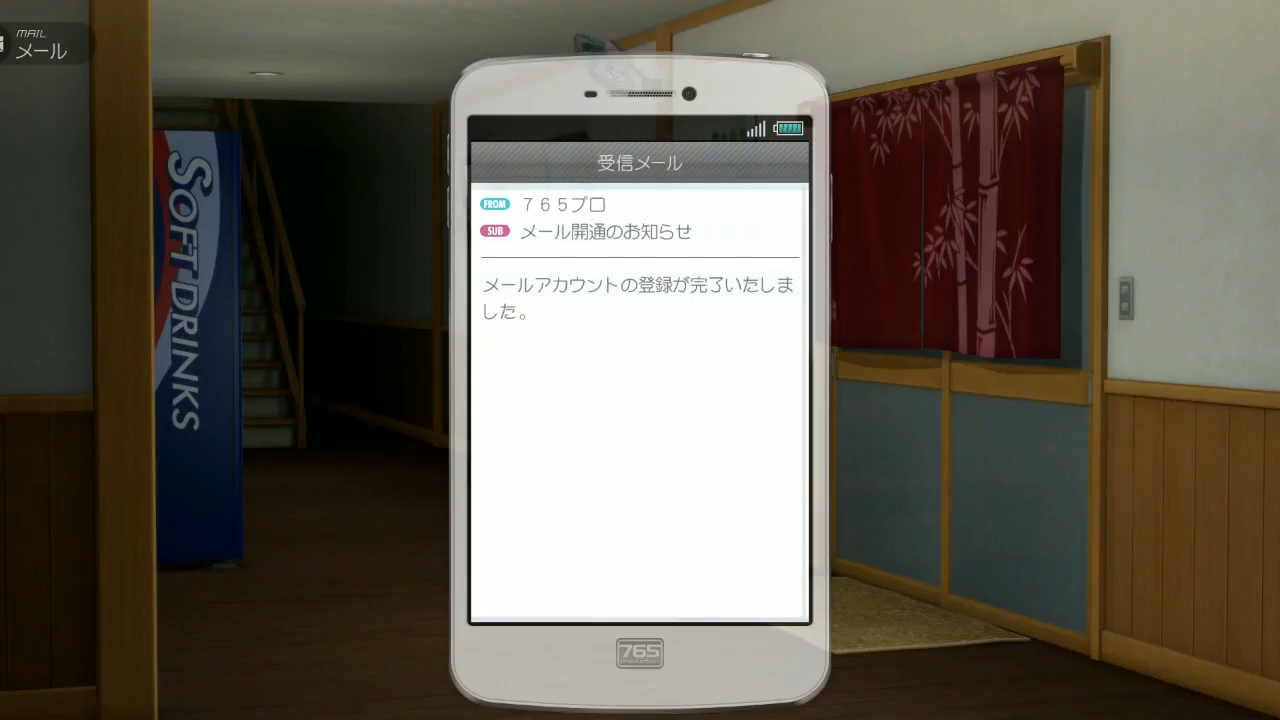 MAIL
メール
SOFT DRINKS
受信メール
FROM ７６５プロ
SUB メール開通のお知らせ
メールアカウントの登録が完了いたしま
した。
765